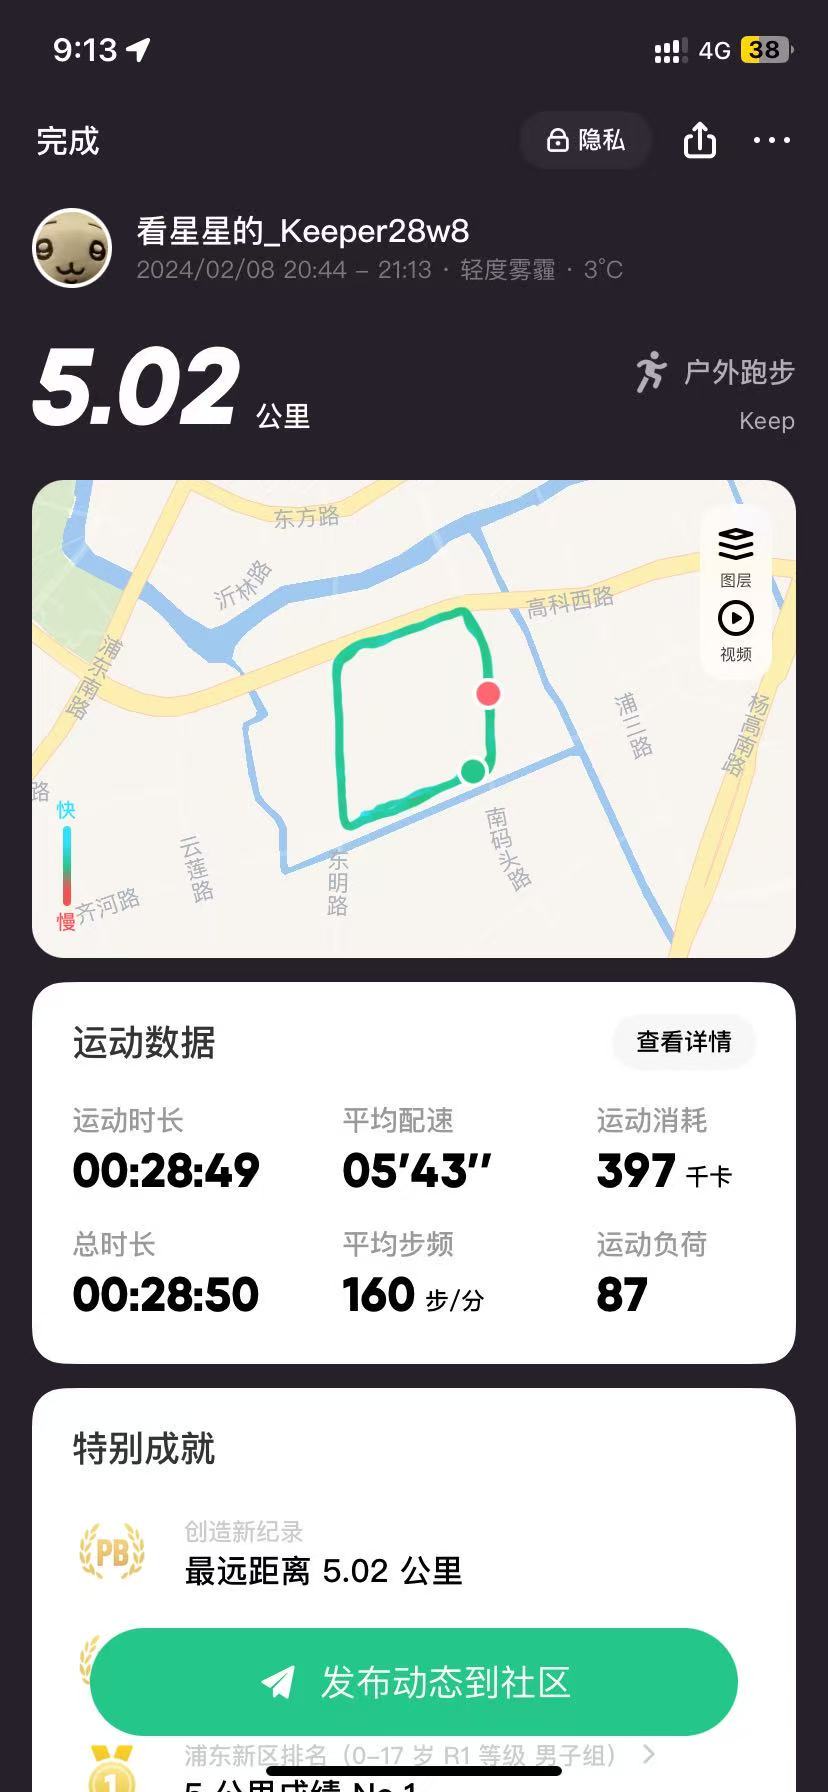 9:13
4G 38
完成
隐私
看星星的_Keeper28w8
2024/02/08 20:44 – 21:13 · 轻度雾霾 · 3°C
5.02 公里
户外跑步
Keep
东方路
图层
沂林路
高科西路
视频
浦东南路
浦三路
杨高南路
路
快
南码头路
云莲路
东明路
齐河路
慢
运动数据
查看详情
运动时长 平均配速 运动消耗
00:28:49 05'43'' 397 千卡
总时长 平均步频 运动负荷
00:28:50 160 步/分 87
特别成就
PB
创造新纪录
最远距离 5.02 公里
发布动态到社区
浦东新区排名（0-17 岁 R1 等级 男子组）
1
5 公里成绩 No.1